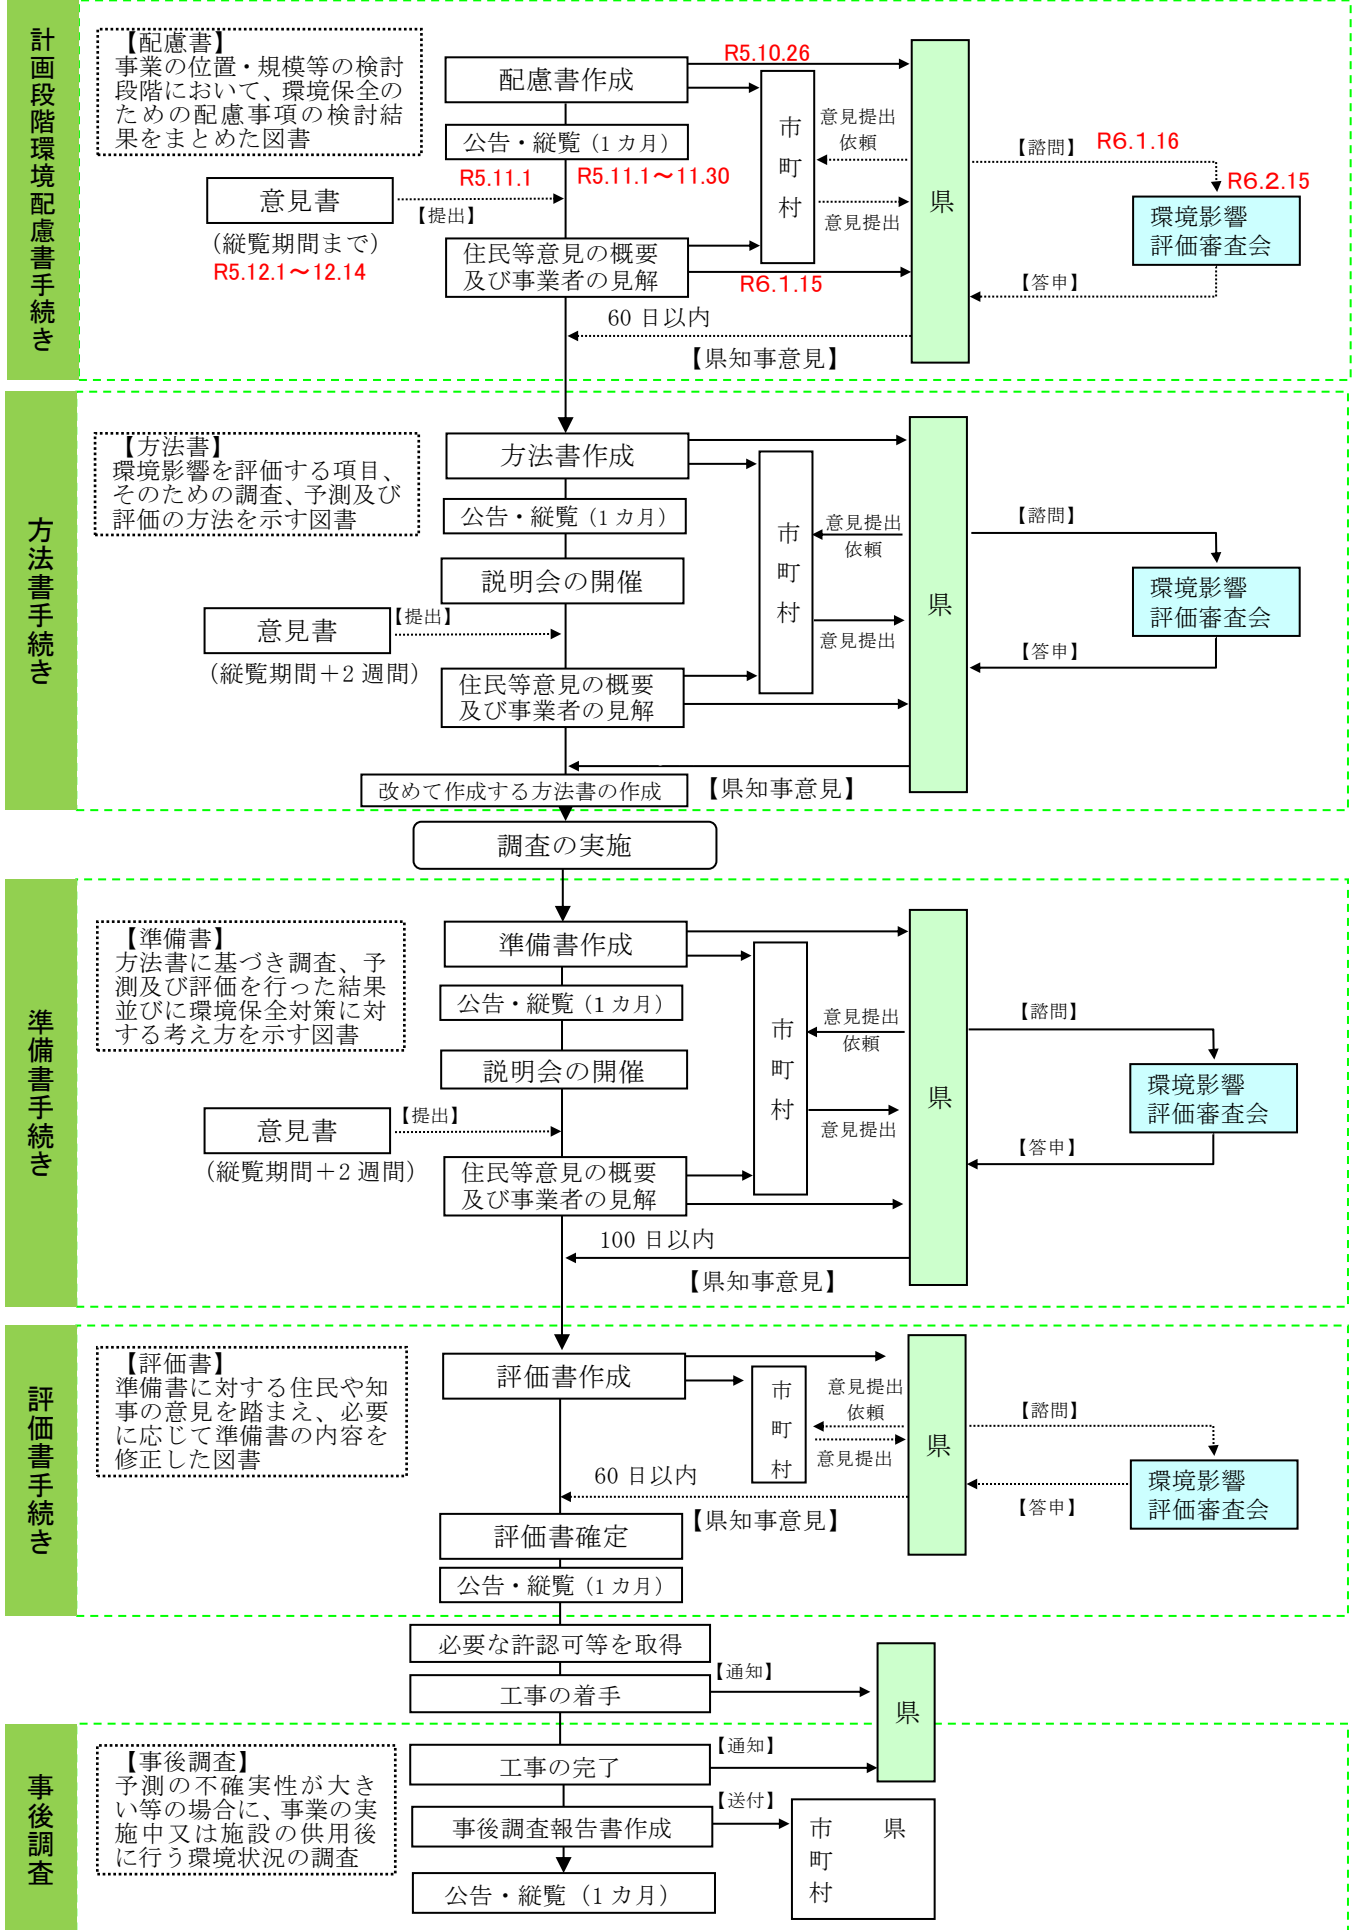 計画段階環境配慮書手続き
【配慮書】
事業の位置・規模等の検討
段階において、環境保全の
ための配慮事項の検討結
果をまとめた図書
配慮書作成
R5.10.26
公告・縦覧(1カ月)
R5.11.1
R5.11.1～11.30
意見書
【提出】
(縦覧期間まで)
R5.12.1～12.14
住民等意見の概要
及び事業者の見解
R6.1.15
市町村
意見提出
依頼
意見提出
県
【諮問】
R6.1.16
R6.2.15
環境影響
評価審査会
【答申】
60日以内
【県知事意見】
方法書手続き
【方法書】
環境影響を評価する項目、
そのための調査、予測及び
評価の方法を示す図書
方法書作成
公告・縦覧(1カ月)
説明会の開催
意見書
【提出】
(縦覧期間＋2週間)
住民等意見の概要
及び事業者の見解
市町村
意見提出
依頼
意見提出
県
【諮問】
環境影響
評価審査会
【答申】
【県知事意見】
改めて作成する方法書の作成
調査の実施
準備書手続き
【準備書】
方法書に基づき調査、予
測及び評価を行った結果
並びに環境保全対策に対
する考え方を示す図書
準備書作成
公告・縦覧(1カ月)
説明会の開催
意見書
【提出】
(縦覧期間＋2週間)
住民等意見の概要
及び事業者の見解
市町村
意見提出
依頼
意見提出
県
【諮問】
環境影響
評価審査会
【答申】
100日以内
【県知事意見】
評価書手続き
【評価書】
準備書に対する住民や知
事の意見を踏まえ、必要
に応じて準備書の内容を
修正した図書
評価書作成
市町村
意見提出
依頼
意見提出
県
【諮問】
環境影響
評価審査会
【答申】
60日以内
【県知事意見】
評価書確定
公告・縦覧(1カ月)
必要な許認可等を取得
工事の着手
【通知】
県
事後調査
【事後調査】
予測の不確実性が大き
い等の場合に、事業の実
施中又は施設の供用後
に行う環境状況の調査
工事の完了
【通知】
事後調査報告書作成
【送付】
市町村
県
公告・縦覧(1カ月)